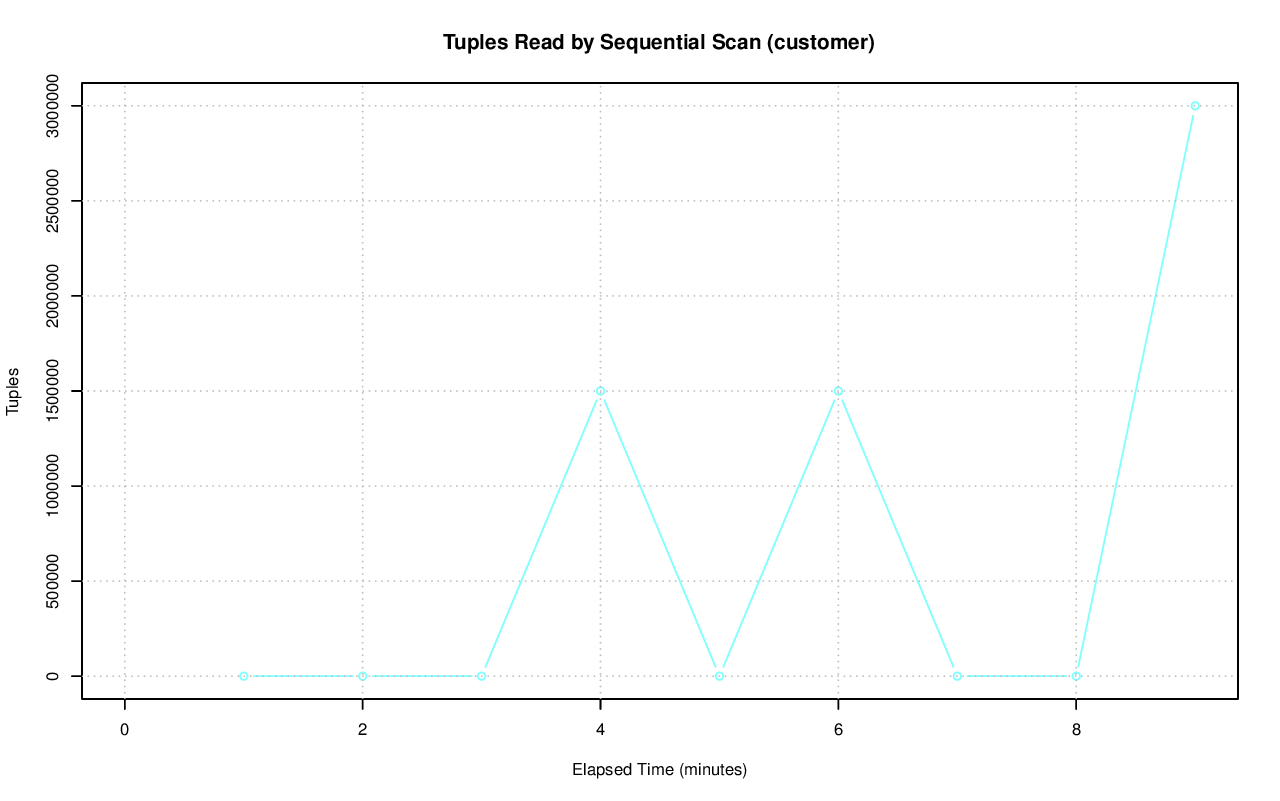 Tuples Read by Sequential Scan (customer)
3000000
2500000
2000000
1500000
1000000
500000
0
Tuples
0 2 4 6 8
Elapsed Time (minutes)